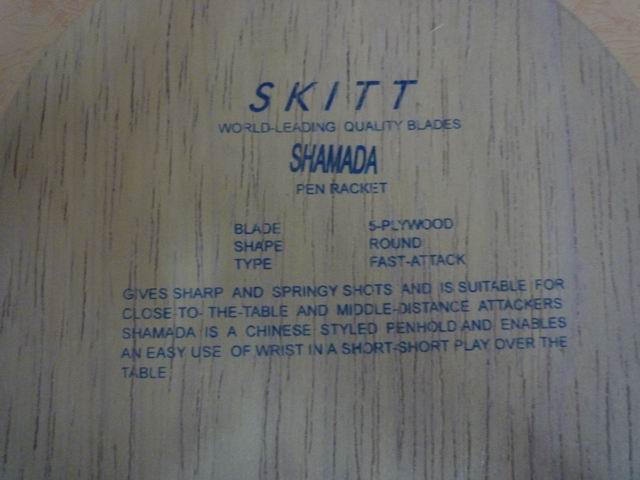 SKITT
WORLD-LEADING QUALITY BLADES
SHAMADA
PEN RACKET
BLADE 5-PLYWOOD
SHAPE ROUND
TYPE FAST-ATTACK
GIVES SHARP AND SPRINGY SHOTS AND IS SUITABLE FOR
CLOSE-TO- THE-TABLE AND MIDDLE-DISTANCE ATTACKERS
SHAMADA IS A CHINESE STYLED PENHOLD AND ENABLES
AN EASY USE OF WRIST IN A SHORT-SHORT PLAY OVER THE
TABLE